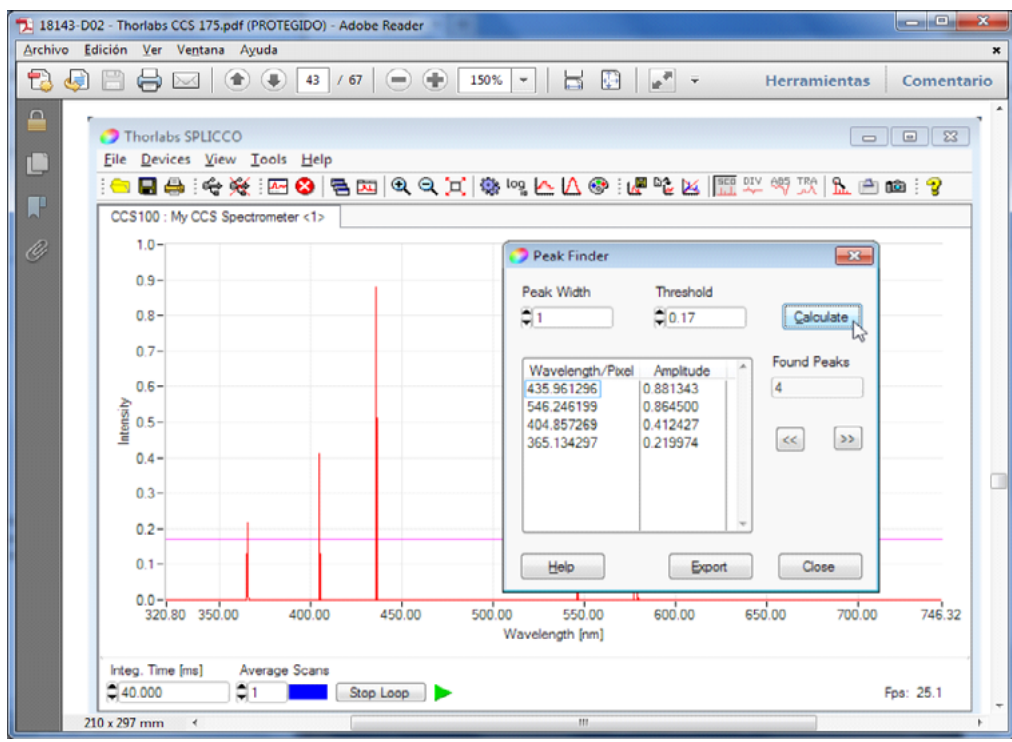 18143-D02 - Thorlabs CCS 175.pdf (PROTEGIDO) - Adobe Reader
Archivo Edición Ver Ventana Ayuda
43 / 67 150% Herramientas Comentario
Thorlabs SPLICCO
File Devices View Tools Help
log SCO DIV ABS TRA
CCS100 : My CCS Spectrometer <1>
Peak Finder
Peak Width Threshold
1 0.17 Calculate
Wavelength/Pixel Amplitude
435.961296 0.881343
546.246199 0.864500
404.857269 0.412427
365.134297 0.219974
Found Peaks
4
<< >>
Help Export Close
Intensity
1.0
0.9
0.8
0.7
0.6
0.5
0.4
0.3
0.2
0.1
0.0
320.80 350.00 400.00 450.00 500.00 550.00 600.00 650.00 700.00 746.32
Wavelength [nm]
Integ. Time [ms] Average Scans
40.000 1 Stop Loop Fps: 25.1
210 x 297 mm